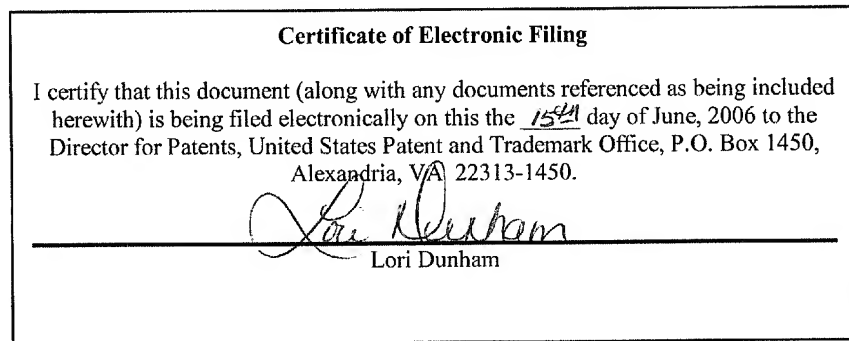 Certificate of Electronic Filing
I certify that this document (along with any documents referenced as being included
herewith) is being filed electronically on this the 15th day of June, 2006 to the
Director for Patents, United States Patent and Trademark Office, P.O. Box 1450,
Alexandria, VA 22313-1450.
Lori Dunham
Lori Dunham